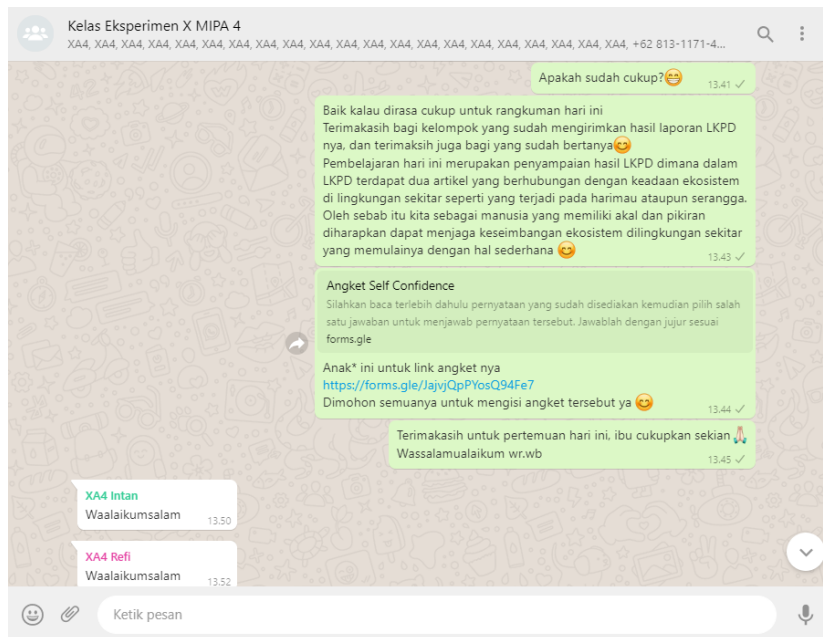 Kelas Eksperimen X MIPA 4
XA4, XA4, XA4, XA4, XA4, XA4, XA4, XA4, XA4, XA4, XA4, XA4, XA4, XA4, XA4, XA4, XA4, XA4, XA4, XA4, XA4, +62 813-1171-4...
Apakah sudah cukup?😁
13.41
Baik kalau dirasa cukup untuk rangkuman hari ini
Terimakasih bagi kelompok yang sudah mengirimkan hasil laporan LKPD
nya, dan terimaksih juga bagi yang sudah bertanya😊
Pembelajaran hari ini merupakan penyampaian hasil LKPD dimana dalam
LKPD terdapat dua artikel yang berhubungan dengan keadaan ekosistem
di lingkungan sekitar seperti yang terjadi pada harimau ataupun serangga.
Oleh sebab itu kita sebagai manusia yang memiliki akal dan pikiran
diharapkan dapat menjaga keseimbangan ekosistem dilingkungan sekitar
yang memulainya dengan hal sederhana 😊
13.43
Angket Self Confidence
Silahkan baca terlebih dahulu pernyataan yang sudah disediakan kemudian pilih salah
satu jawaban untuk menjawab pernyataan tersebut. Jawablah dengan jujur sesuai
forms.gle
Anak* ini untuk link angket nya
https://forms.gle/JajvjQpPYosQ94Fe7
Dimohon semuanya untuk mengisi angket tersebut ya 😊
13.44
Terimakasih untuk pertemuan hari ini, ibu cukupkan sekian 🙏🏻
Wassalamualaikum wr.wb
13.45
XA4 Intan
Waalaikumsalam
13.50
XA4 Refi
Waalaikumsalam
13.52
Ketik pesan